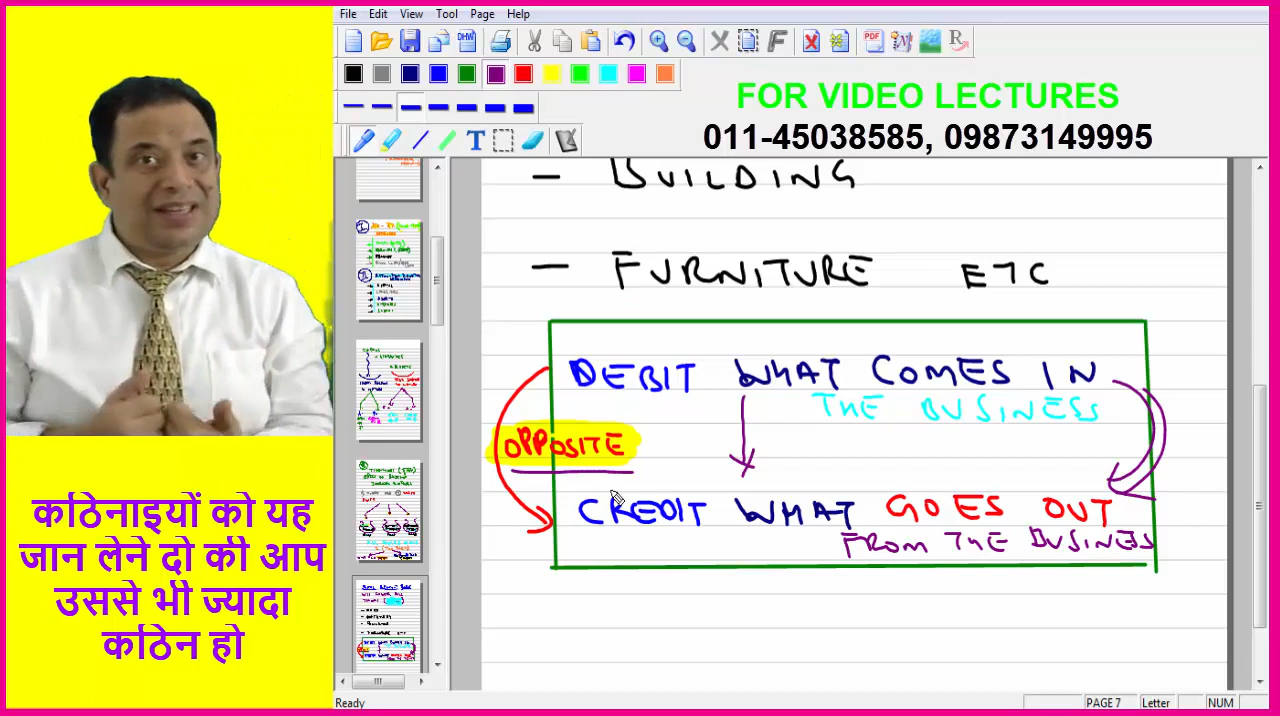 File Edit View Tool Page Help
FOR VIDEO LECTURES
011-45038585, 09873149995
- BUILDING
- FURNITURE ETC
DEBIT WHAT COMES IN
THE BUSINESS
OPPOSITE
CREDIT WHAT GOES OUT
FROM THE BUSINESS
कठिनाइयों को यह
जान लेने दो की आप
उससे भी ज्यादा
कठिन हो
Ready PAGE 7 Letter NUM